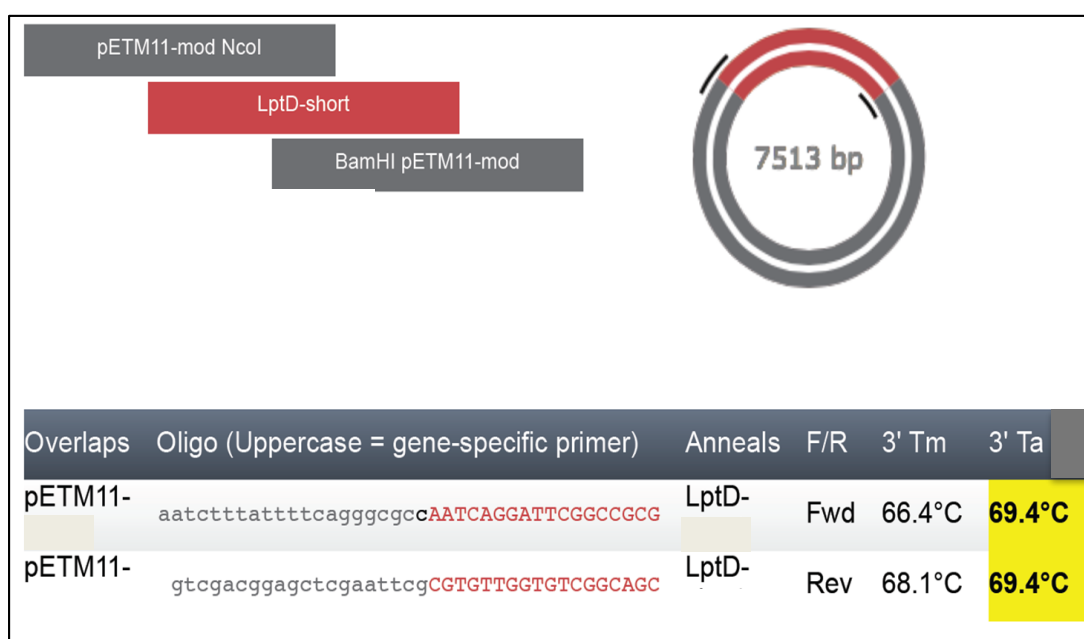 pETM11-mod NcoI
LptD-short
BamHI pETM11-mod
7513 bp
Overlaps Oligo (Uppercase = gene-specific primer) Anneals F/R 3' Tm 3' Ta
pETM11- aatctttattttcagggcgccAATCAGGATTCGGCCGCG LptD- Fwd 66.4°C 69.4°C
pETM11- gtcgacggagctcgaattcgCGTGTTGGTGTCGGCAGC LptD- Rev 68.1°C 69.4°C